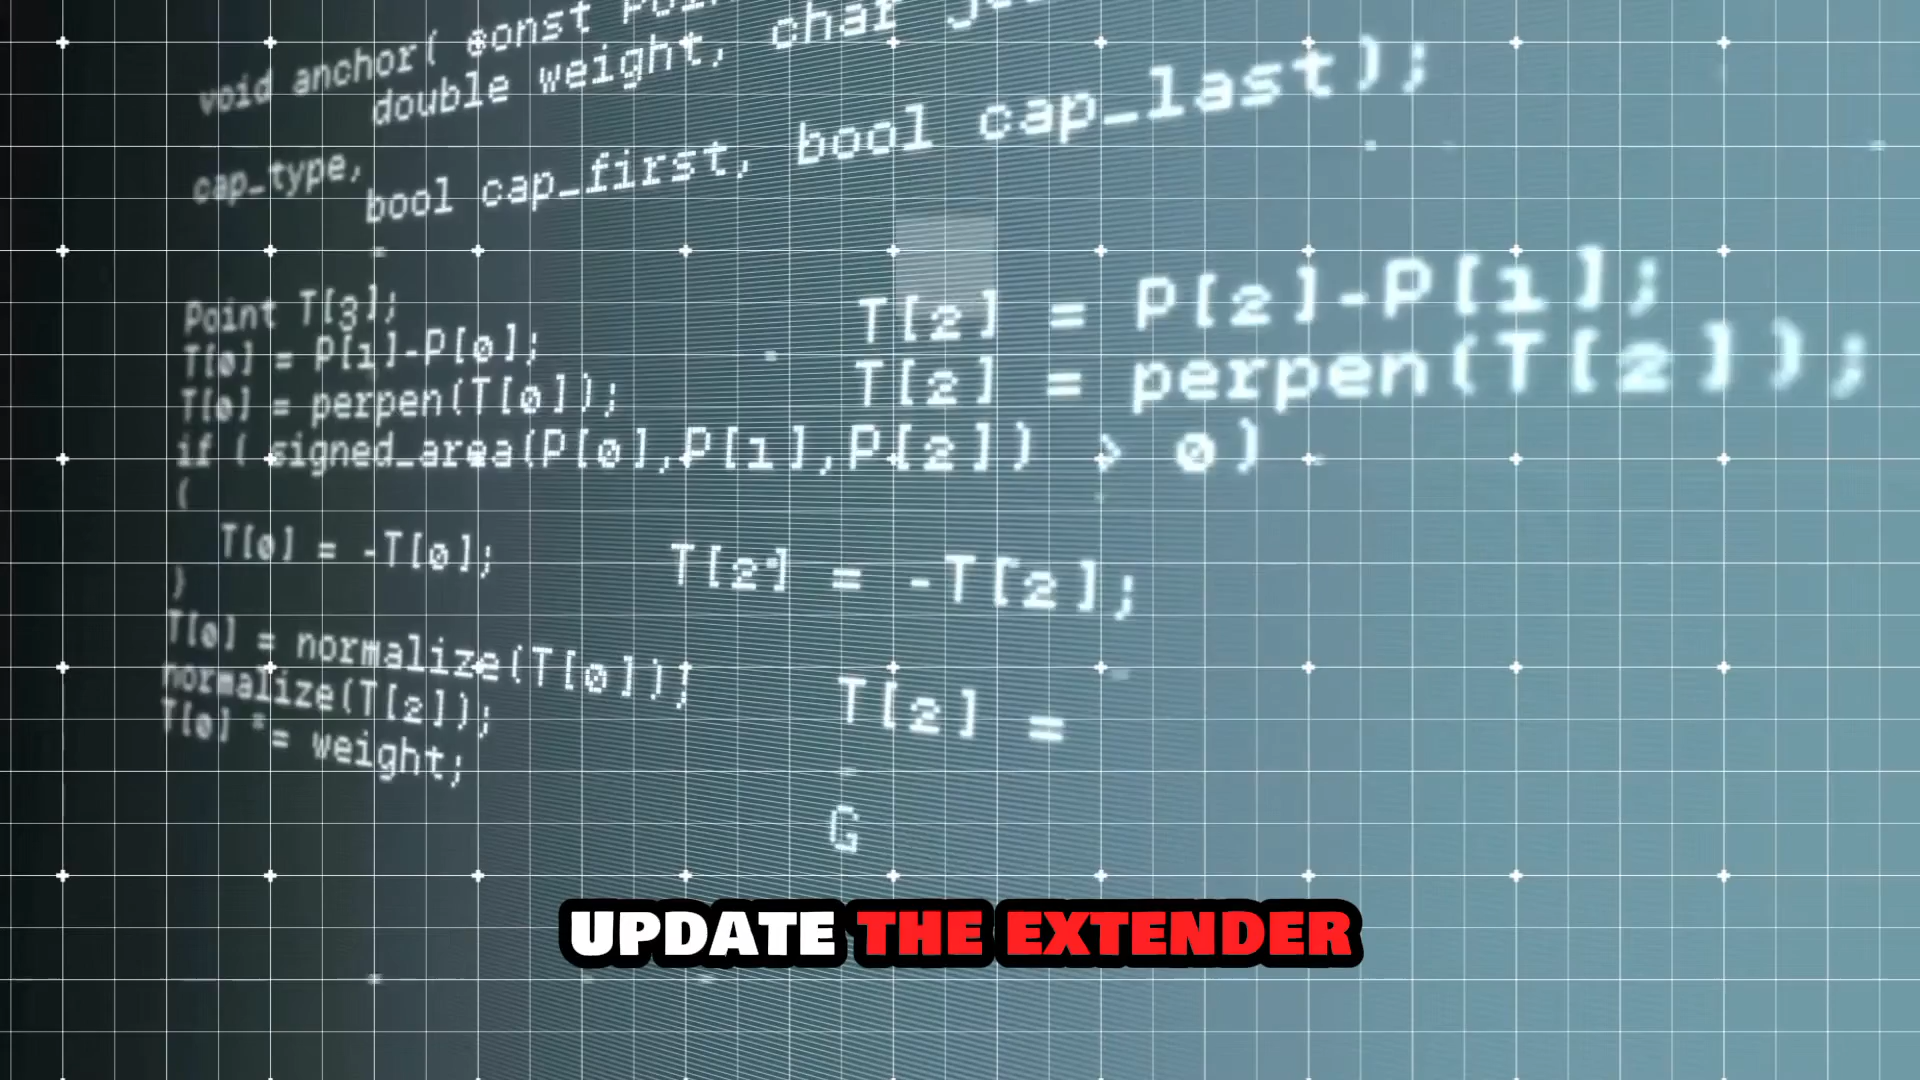 void anchor( const
double weight, char
cap_type,
bool cap_first, bool cap_last);
Point T[3];
T[0] = P[1]-P[0]; T[2] = P[2]-P[1];
T[0] = perpen(T[0]); T[2] = perpen(T[2]);
if ( signed_area(P[0],P[1],P[2]) > 0)
{
T[0] = -T[0]; T[2] = -T[2];
}
T[0] = normalize(T[0]); T[2] =
normalize(T[2]);
T[0] *= weight;
G
UPDATE THE EXTENDER